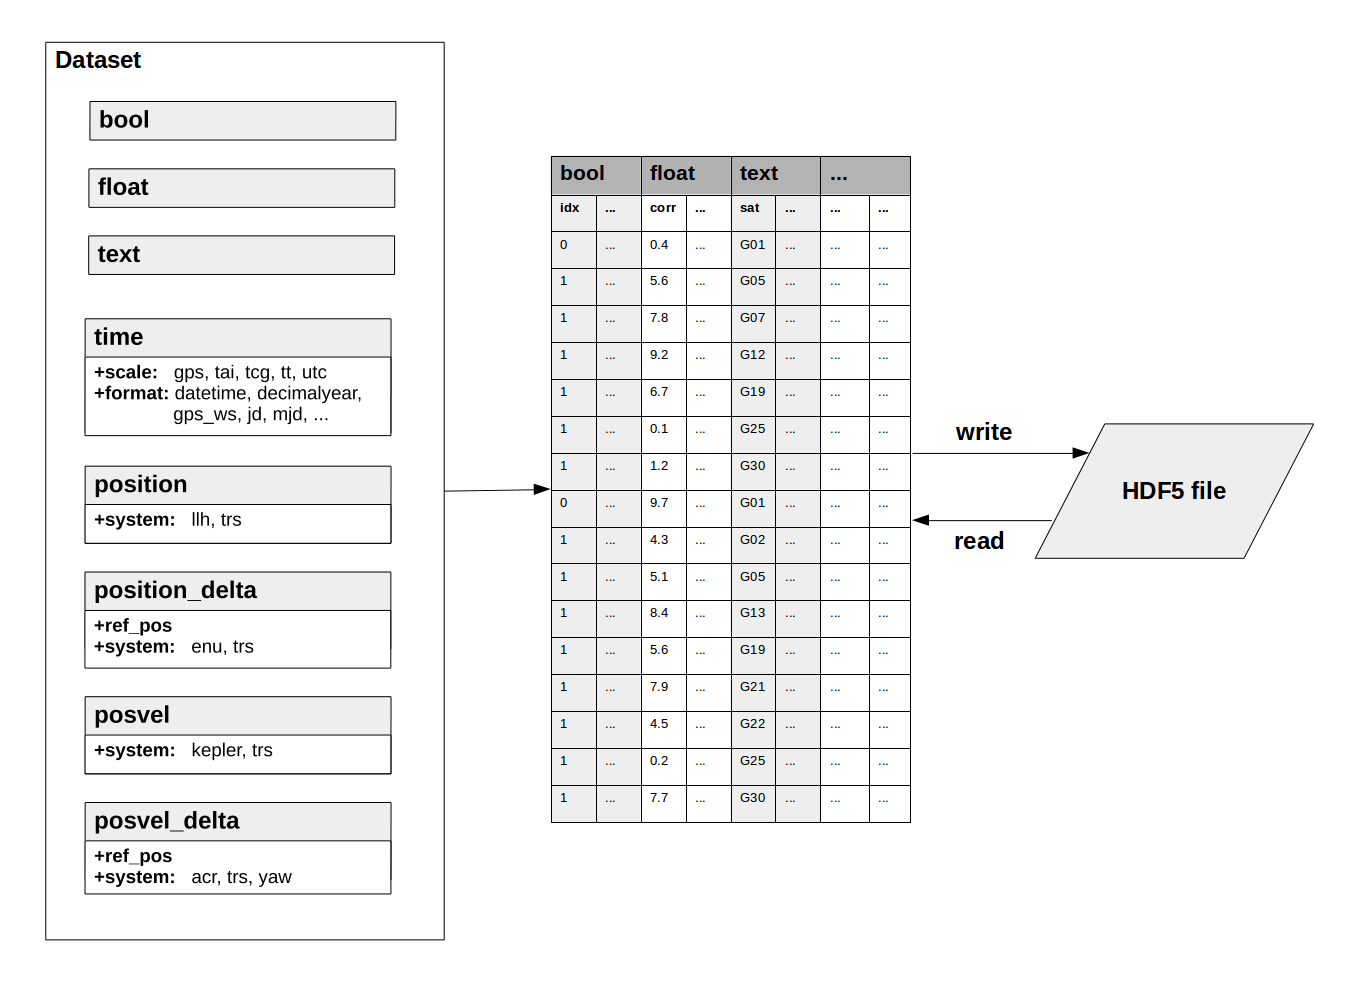 Dataset
bool
float
text
time
+scale: gps, tai, tcg, tt, utc
+format: datetime, decimalyear,
gps_ws, jd, mjd, ...
position
+system: llh, trs
position_delta
+ref_pos
+system: enu, trs
posvel
+system: kepler, trs
posvel_delta
+ref_pos
+system: acr, trs, yaw
bool float text ...
idx ... corr ... sat ... ... ...
0 ... 0.4 ... G01 ... ... ...
1 ... 5.6 ... G05 ... ... ...
1 ... 7.8 ... G07 ... ... ...
1 ... 9.2 ... G12 ... ... ...
1 ... 6.7 ... G19 ... ... ...
1 ... 0.1 ... G25 ... ... ...
1 ... 1.2 ... G30 ... ... ...
0 ... 9.7 ... G01 ... ... ...
1 ... 4.3 ... G02 ... ... ...
1 ... 5.1 ... G05 ... ... ...
1 ... 8.4 ... G13 ... ... ...
1 ... 5.6 ... G19 ... ... ...
1 ... 7.9 ... G21 ... ... ...
1 ... 4.5 ... G22 ... ... ...
1 ... 0.2 ... G25 ... ... ...
1 ... 7.7 ... G30 ... ... ...
write
read
HDF5 file